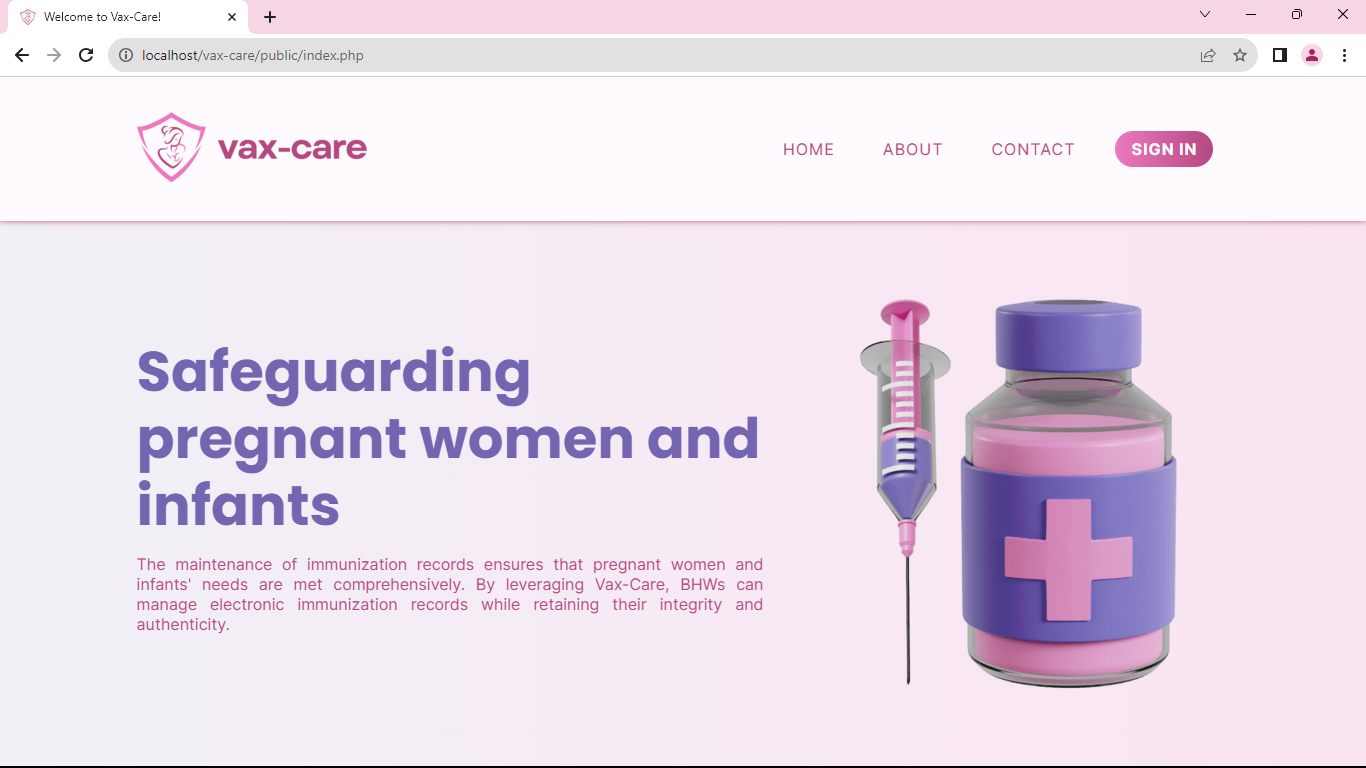 Welcome to Vax-Care!
localhost/vax-care/public/index.php
vax-care
HOME ABOUT CONTACT SIGN IN
Safeguarding
pregnant women and
infants
The maintenance of immunization records ensures that pregnant women and
infants' needs are met comprehensively. By leveraging Vax-Care, BHWs can
manage electronic immunization records while retaining their integrity and
authenticity.